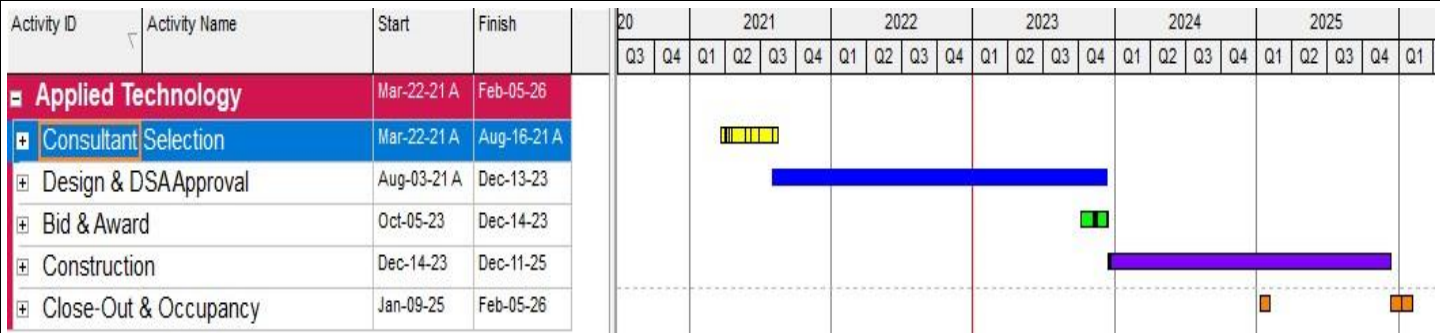 Activity ID Activity Name Start Finish 20 2021 2022 2023 2024 2025
Q3 Q4 Q1 Q2 Q3 Q4 Q1 Q2 Q3 Q4 Q1 Q2 Q3 Q4 Q1 Q2 Q3 Q4 Q1 Q2 Q3 Q4 Q1
Applied Technology Mar-22-21 A Feb-05-26
Consultant Selection Mar-22-21 A Aug-16-21 A
Design & DSA Approval Aug-03-21 A Dec-13-23
Bid & Award Oct-05-23 Dec-14-23
Construction Dec-14-23 Dec-11-25
Close-Out & Occupancy Jan-09-25 Feb-05-26